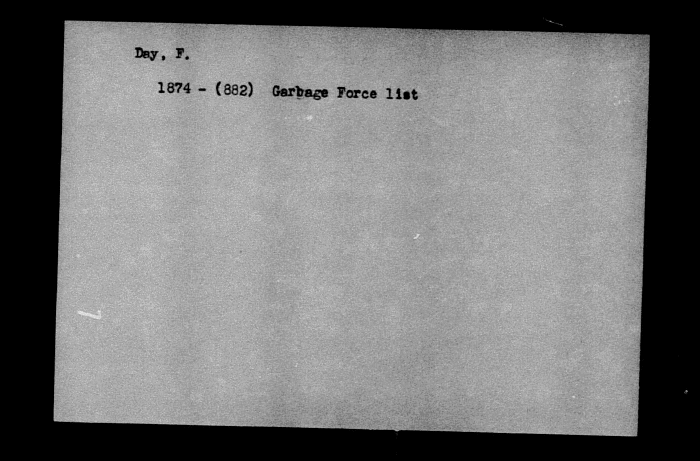 Day, F.
1874 - (882) Garbage Force list